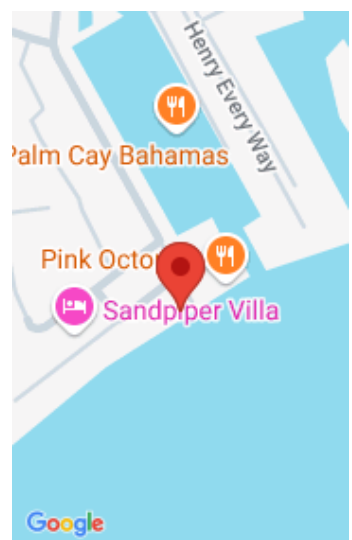 Henry Every Way
Palm Cay Bahamas
Pink Octo
Sandpiper Villa
Google